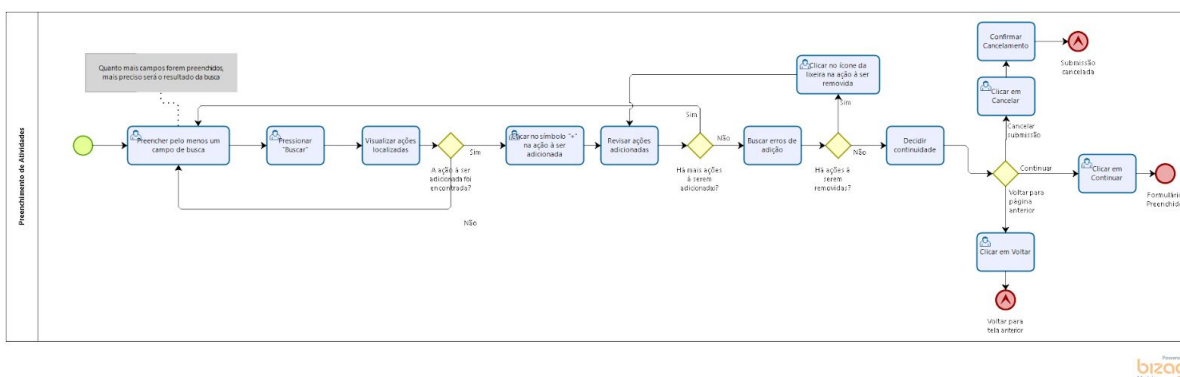 Preenchimento de Atividades
Quanto mais campos forem preenchidos,
mais preciso será o resultado da busca
Preencher pelo menos um
campo de busca
Pressionar
"Buscar"
Visualizar ações
localizadas
A ação à ser
adicionada foi
encontrada?
Sim
Não
Clicar no símbolo "+"
na ação à ser
adicionada
Revisar ações
adicionadas
Sim
Não
Há mais ações
à serem
adicionadas?
Buscar erros de
adição
Clicar no ícone da
lixeira na ação à ser
removida
Sim
Não
Há ações à
serem
removidas?
Decidir
continuidade
Confirmar
Cancelamento
Submissão
cancelada
Clicar em
Cancelar
Cancelar
submissão
Continuar
Clicar em
Continuar
Formulário
Preenchido
Voltar para
página
anterior
Clicar em Voltar
Voltar para
tela anterior